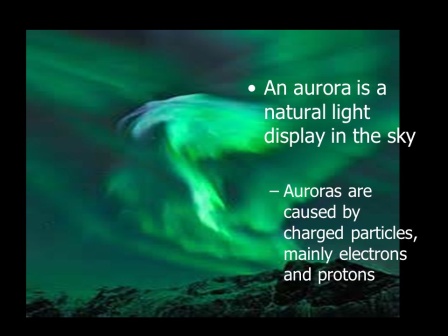 • An aurora is a
natural light
display in the sky
– Auroras are
caused by
charged particles,
mainly electrons
and protons